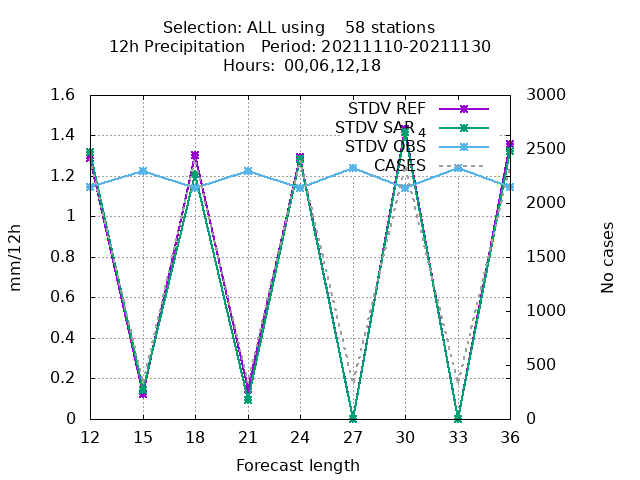 Selection: ALL using    58 stations
12h Precipitation   Period: 20211110-20211130
Hours: 00,06,12,18
STDV REF
STDV SAR4
STDV OBS
CASES
mm/12h
No cases
1.6
1.4
1.2
1
0.8
0.6
0.4
0.2
0
3000
2500
2000
1500
1000
500
0
12 15 18 21 24 27 30 33 36
Forecast length